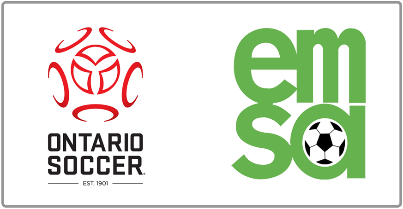 ONTARIO
SOCCER
EST. 1901
em
sa